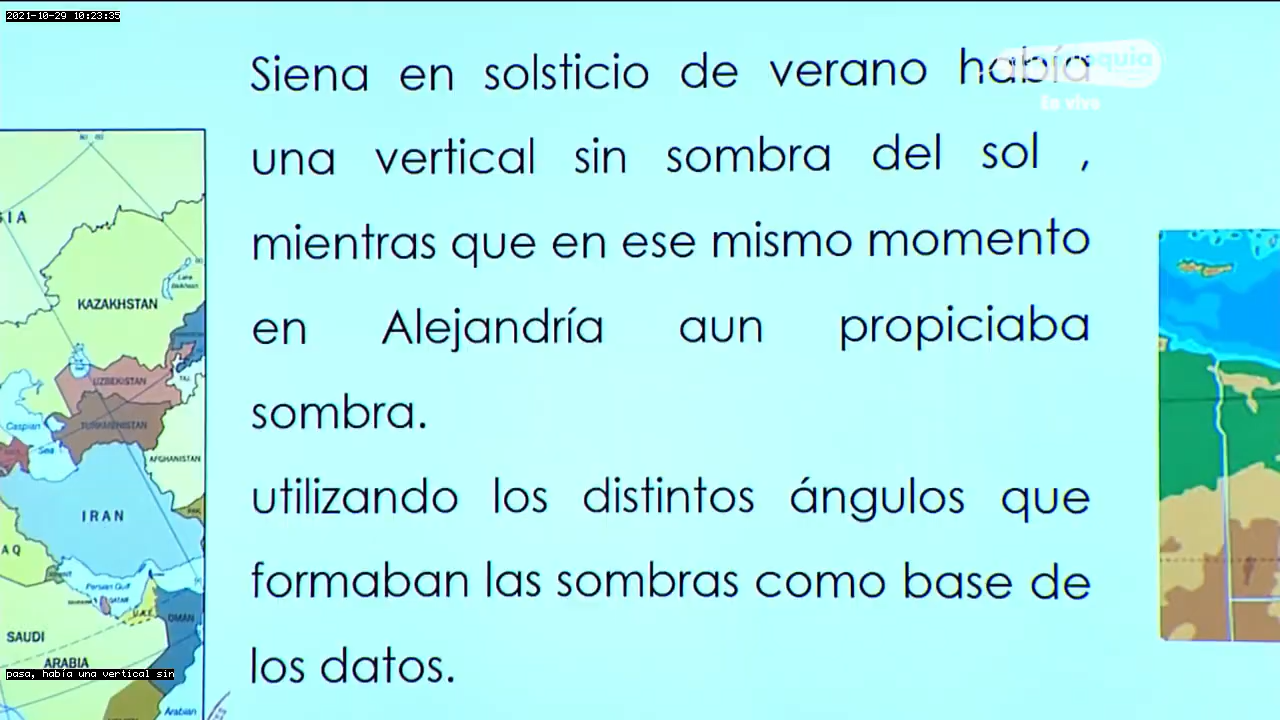 2021-10-29 10:23:35
Siena en solsticio de verano había
una vertical sin sombra del sol ,
mientras que en ese mismo momento
en Alejandría aun propiciaba
sombra.
utilizando los distintos ángulos que
formaban las sombras como base de
los datos.
En vivo
KAZAKHSTAN
UZBEKISTAN
TURKMENISTAN
TAJ.
Caspian
Sea
AFGHANISTAN
IRAN
Persian Gulf
QATAR
U.A.E.
OMAN
SAUDI
ARABIA
Arabian
pasa, había una vertical sin